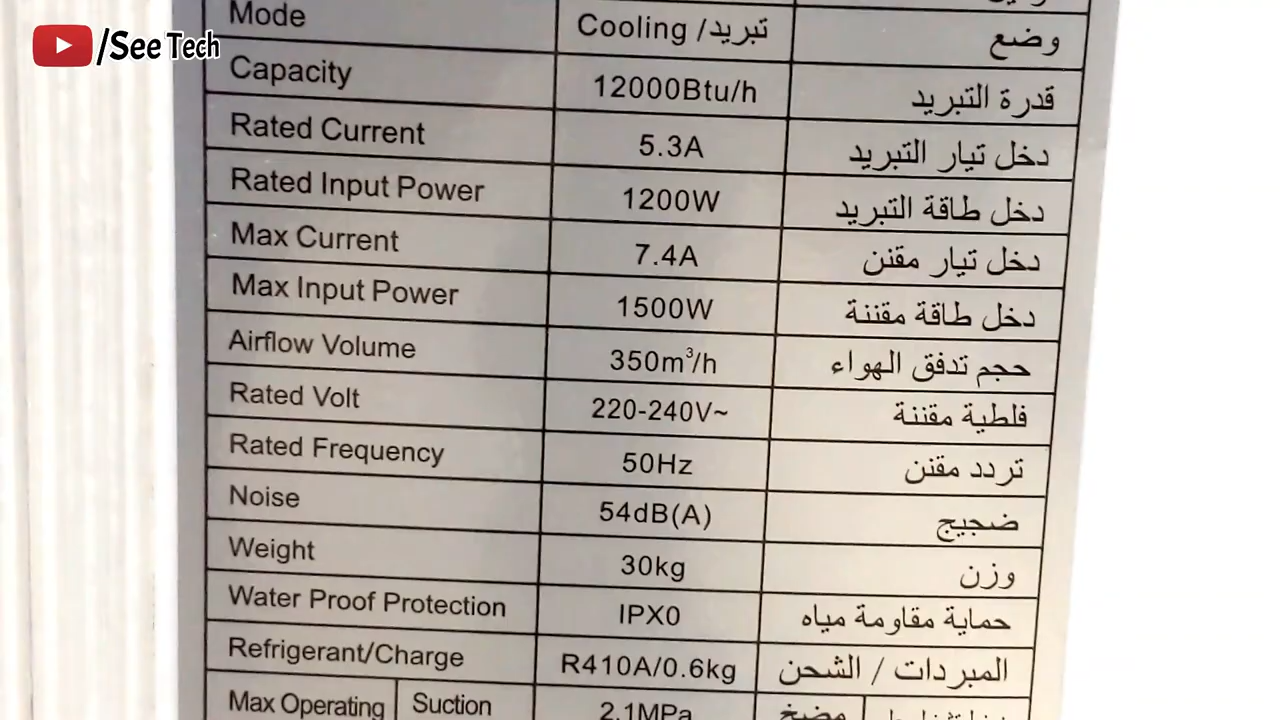 /See Tech
Mode Cooling /تبريد وضع
Capacity 12000Btu/h قدرة التبريد
Rated Current 5.3A دخل تيار التبريد
Rated Input Power 1200W دخل طاقة التبريد
Max Current 7.4A دخل تيار مقنن
Max Input Power 1500W دخل طاقة مقننة
Airflow Volume 350m³/h حجم تدفق الهواء
Rated Volt 220-240V~ فلطية مقننة
Rated Frequency 50Hz تردد مقنن
Noise 54dB(A) ضجيج
Weight 30kg وزن
Water Proof Protection IPX0 حماية مقاومة مياه
Refrigerant/Charge R410A/0.6kg المبردات / الشحن
Max Operating Suction 2.1MPa